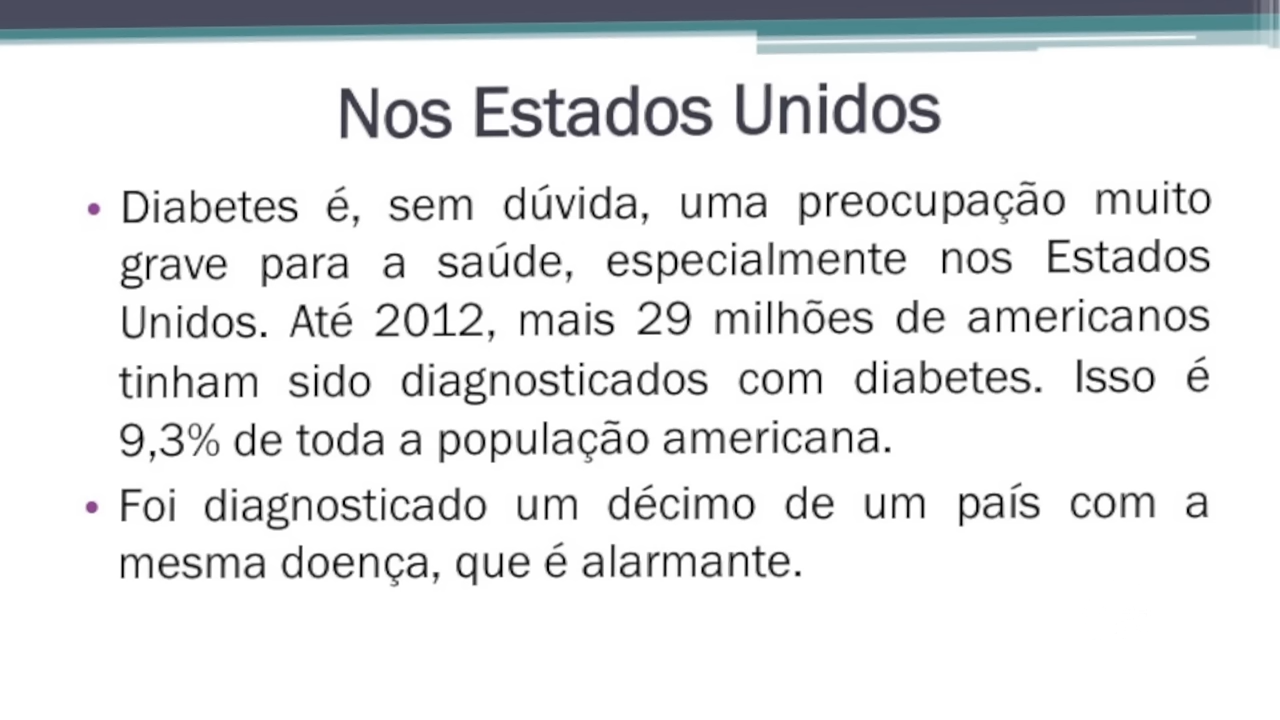 Nos Estados Unidos
• Diabetes é, sem dúvida, uma preocupação muito
grave para a saúde, especialmente nos Estados
Unidos. Até 2012, mais 29 milhões de americanos
tinham sido diagnosticados com diabetes. Isso é
9,3% de toda a população americana.
• Foi diagnosticado um décimo de um país com a
mesma doença, que é alarmante.